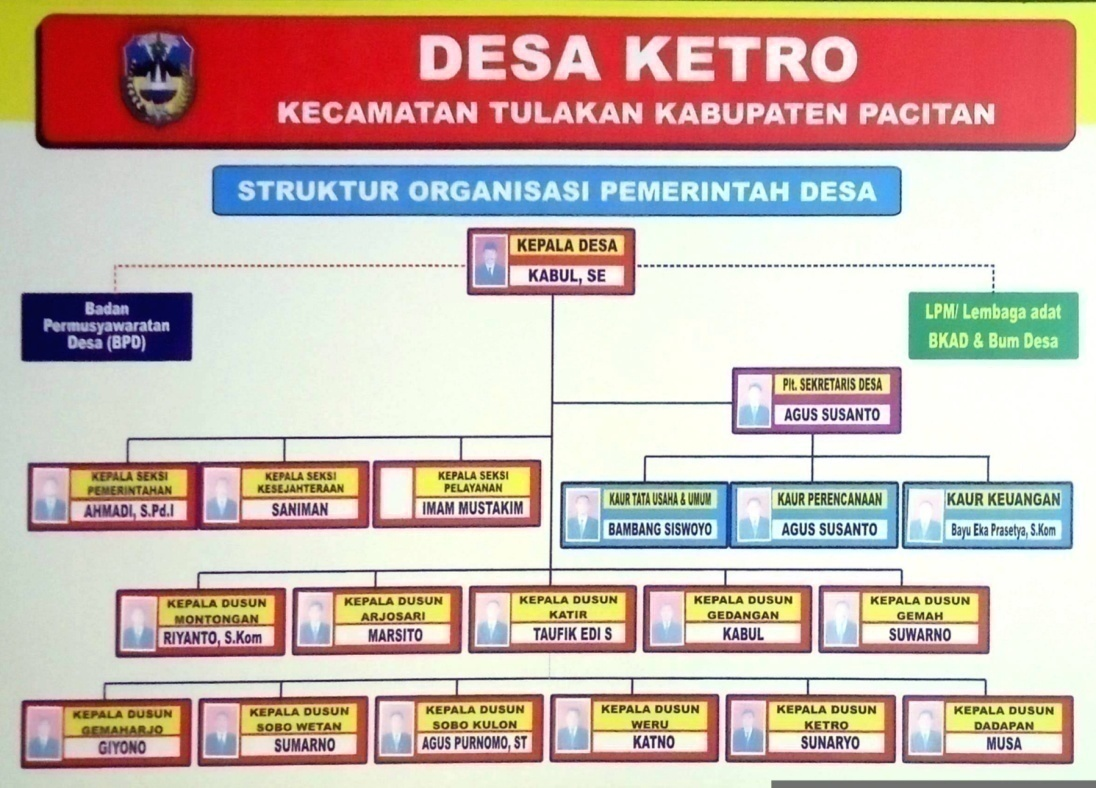 DESA KETRO
KECAMATAN TULAKAN KABUPATEN PACITAN
STRUKTUR ORGANISASI PEMERINTAH DESA
KEPALA DESA
KABUL, SE
Badan
Permusyawaratan
Desa (BPD)
LPM/ Lembaga adat
BKAD & Bum Desa
Plt. SEKRETARIS DESA
AGUS SUSANTO
KEPALA SEKSI
PEMERINTAHAN
AHMADI, S.Pd.I
KEPALA SEKSI
KESEJAHTERAAN
SANIMAN
KEPALA SEKSI
PELAYANAN
IMAM MUSTAKIM
KAUR TATA USAHA & UMUM
BAMBANG SISWOYO
KAUR PERENCANAAN
AGUS SUSANTO
KAUR KEUANGAN
Bayu Eka Prasetya, S.Kom
KEPALA DUSUN
MONTONGAN
RIYANTO, S.Kom
KEPALA DUSUN
ARJOSARI
MARSITO
KEPALA DUSUN
KATIR
TAUFIK EDI S
KEPALA DUSUN
GEDANGAN
KABUL
KEPALA DUSUN
GEMAH
SUWARNO
KEPALA DUSUN
GEMAHARJO
GIYONO
KEPALA DUSUN
SOBO WETAN
SUMARNO
KEPALA DUSUN
SOBO KULON
AGUS PURNOMO, ST
KEPALA DUSUN
WERU
KATNO
KEPALA DUSUN
KETRO
SUNARYO
KEPALA DUSUN
DADAPAN
MUSA